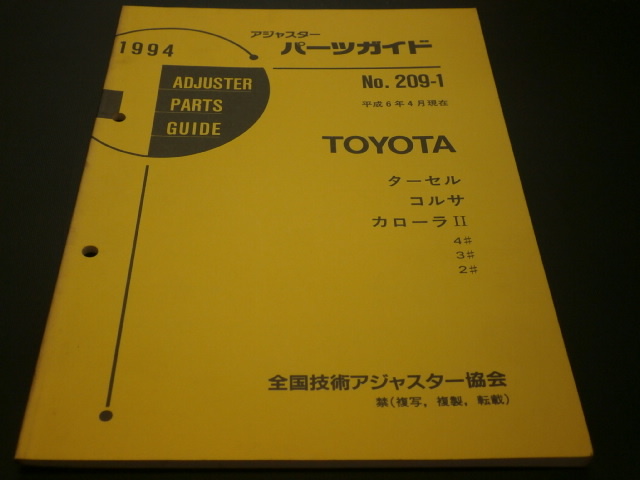 1994
アジャスター
パーツガイド
ADJUSTER
PARTS
GUIDE
No. 209-1
平成6年4月現在
TOYOTA
ターセル
コルサ
カローラII
4#
3#
2#
全国技術アジャスター協会
禁(複写, 複製, 転載)